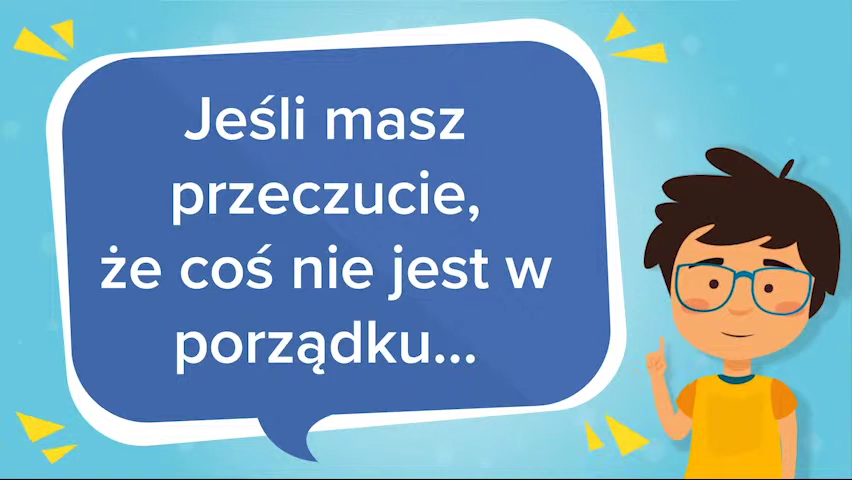 Jeśli masz
przeczucie,
że coś nie jest w
porządku...